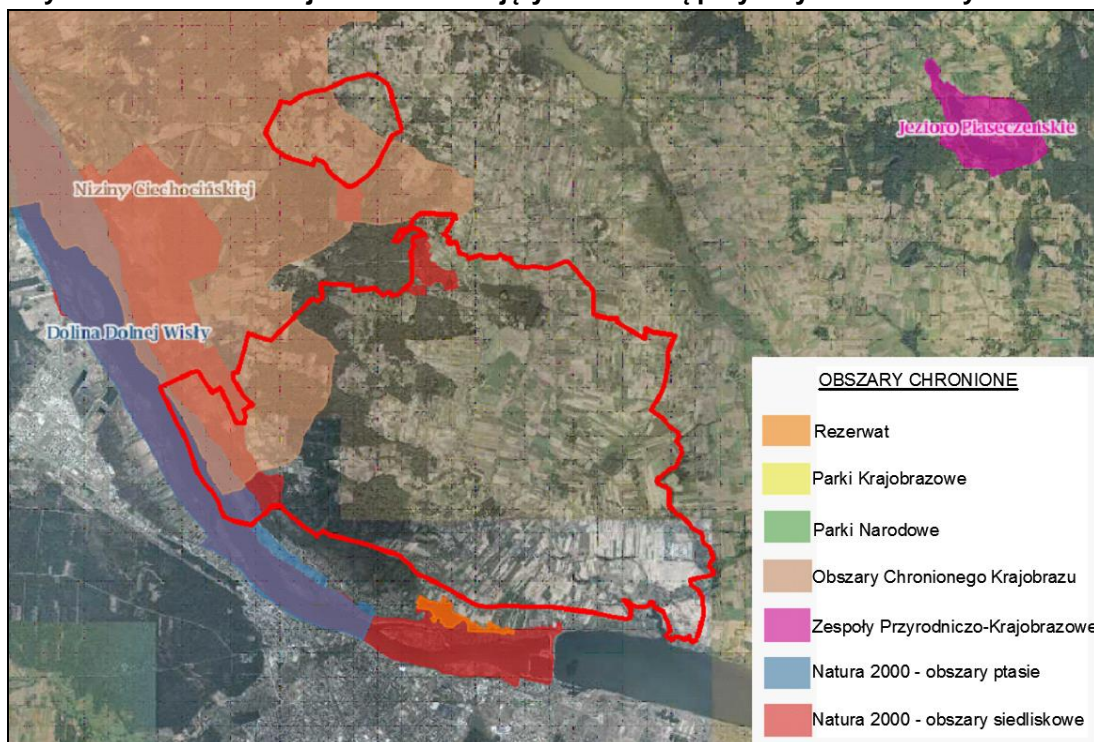 Jezioro Piaseczeńskie
Niziny Ciechocińskiej
Dolina Dolnej Wisły
OBSZARY CHRONIONE
Rezerwat
Parki Krajobrazowe
Parki Narodowe
Obszary Chronionego Krajobrazu
Zespoły Przyrodniczo-Krajobrazowe
Natura 2000 - obszary ptasie
Natura 2000 - obszary siedliskowe